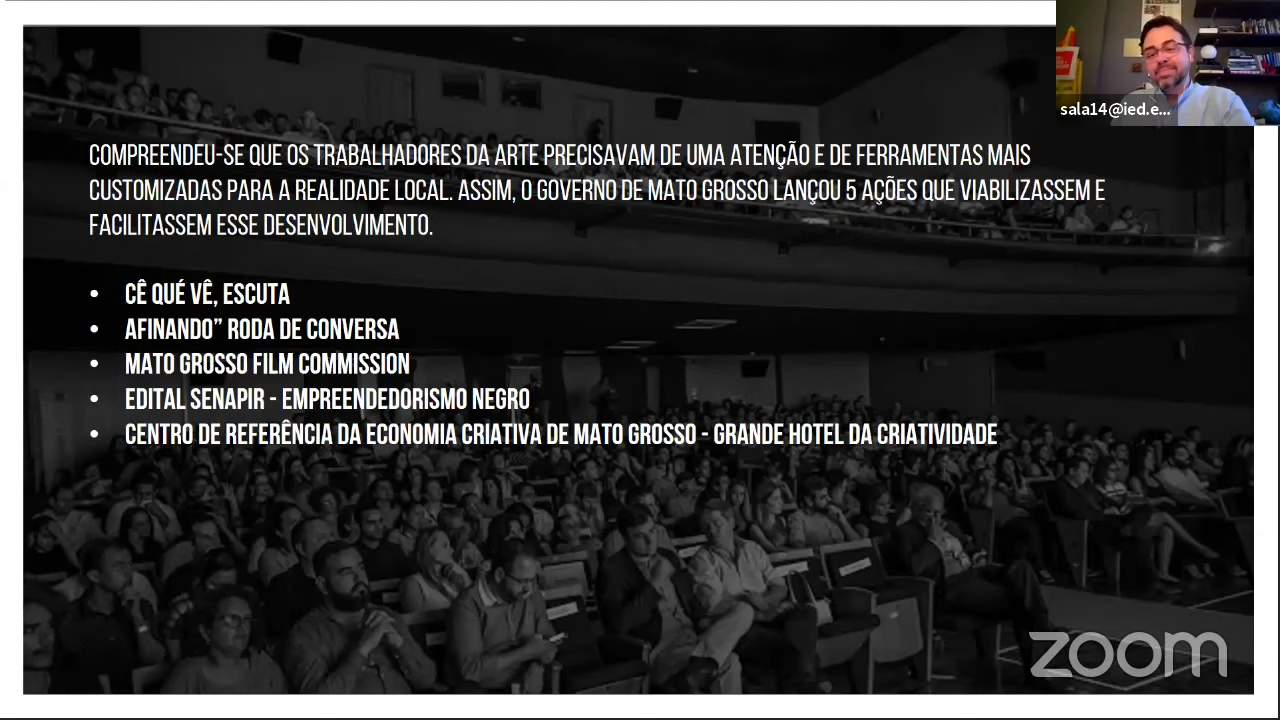 sala14@ied.e...
COMPREENDEU-SE QUE OS TRABALHADORES DA ARTE PRECISAVAM DE UMA ATENÇÃO E DE FERRAMENTAS MAIS
CUSTOMIZADAS PARA A REALIDADE LOCAL. ASSIM, O GOVERNO DE MATO GROSSO LANÇOU 5 AÇÕES QUE VIABILIZASSEM E
FACILITASSEM ESSE DESENVOLVIMENTO.
• CÊ QUÉ VÊ, ESCUTA
• AFINANDO” RODA DE CONVERSA
• MATO GROSSO FILM COMMISSION
• EDITAL SENAPIR - EMPREENDEDORISMO NEGRO
• CENTRO DE REFERÊNCIA DA ECONOMIA CRIATIVA DE MATO GROSSO - GRANDE HOTEL DA CRIATIVIDADE
zoom